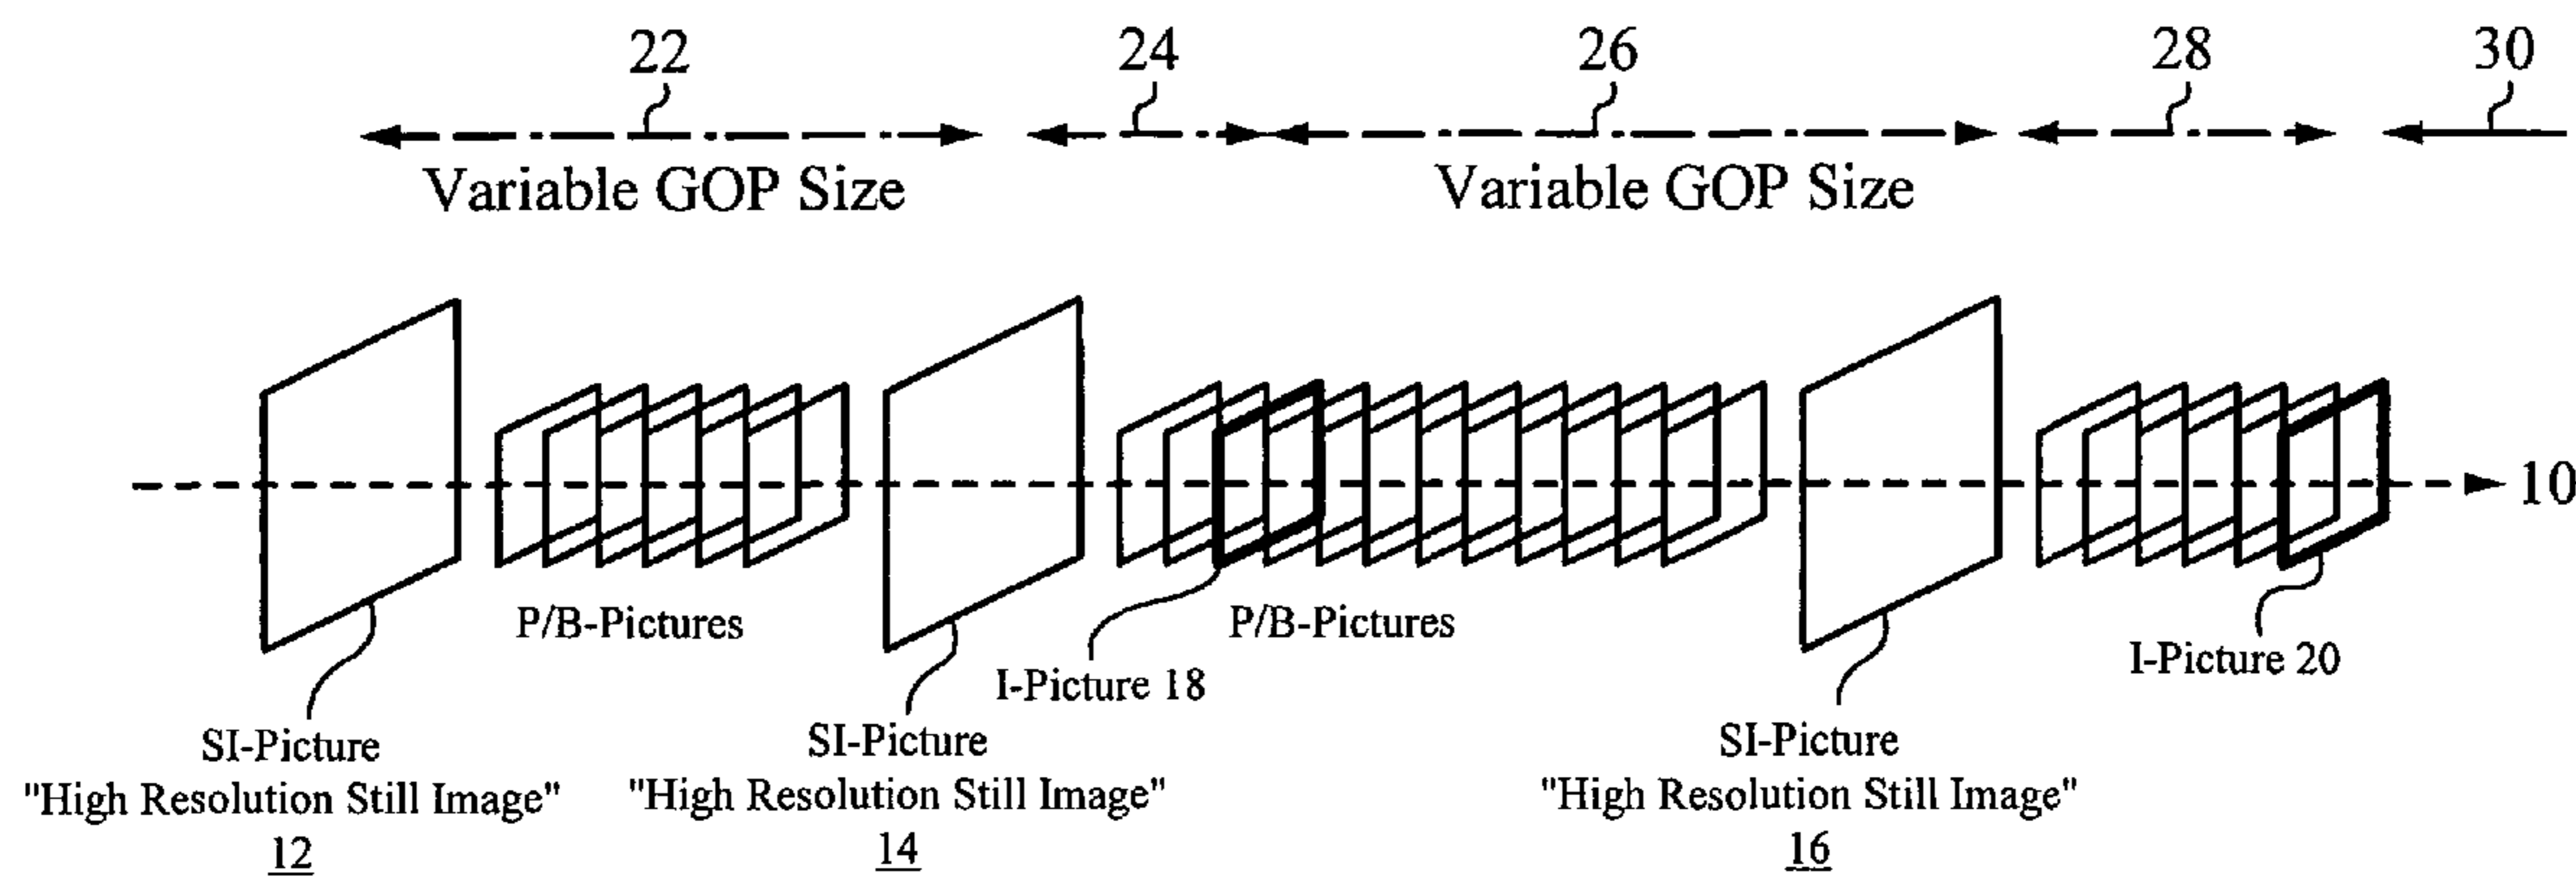 22
24
26
28
30
Variable GOP Size
Variable GOP Size
10
P/B-Pictures
P/B-Pictures
I-Picture 18
I-Picture 20
SI-Picture
"High Resolution Still Image"
12
SI-Picture
"High Resolution Still Image"
14
SI-Picture
"High Resolution Still Image"
16